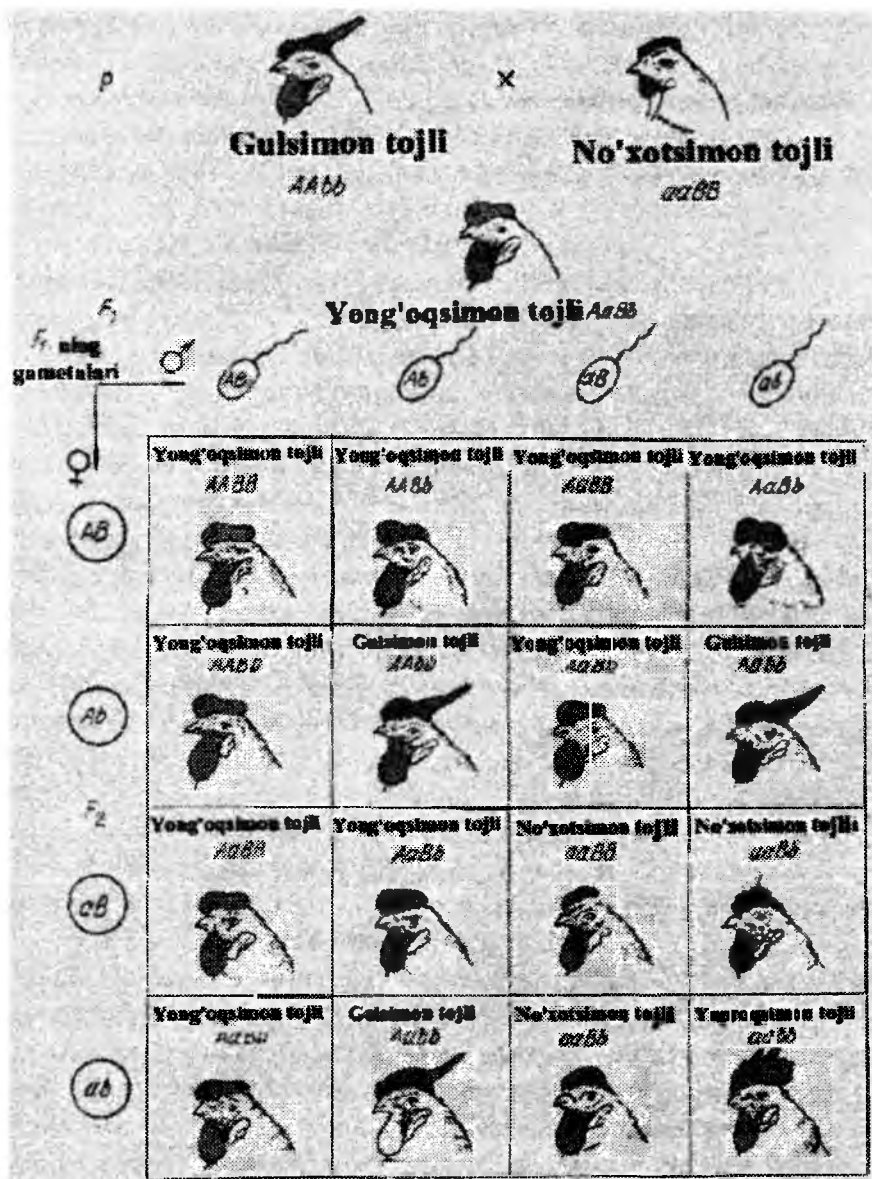 P
×
Gulsimon tojli
No'xotsimon tojli
AAbb
aaBB
Yong'oqsimon tojli AaBb
F₁
F₁ ning
gametalari
♂
AB
Ab
aB
ab
♀
Yong'oqsimon tojli
Yong'oqsimon tojli
Yong'oqsimon tojli
Yong'oqsimon tojli
AABB
AABb
AaBB
AaBb
AB
Yong'oqsimon tojli
Gulsimon tojli
Yong'oqsimon tojli
Gulsimon tojli
Aabb
Ab
F₂
Yong'oqsimon tojli
Yong'oqsimon tojli
No'xotsimon tojli
No'xotsimon tojlis
AaBB
AaBb
aaBB
aaBb
aB
Yong'oqsimon tojli
Gulsimon tojli
No'xotsimon tojli
tojli
Aabb
aaBb
aabb
ab